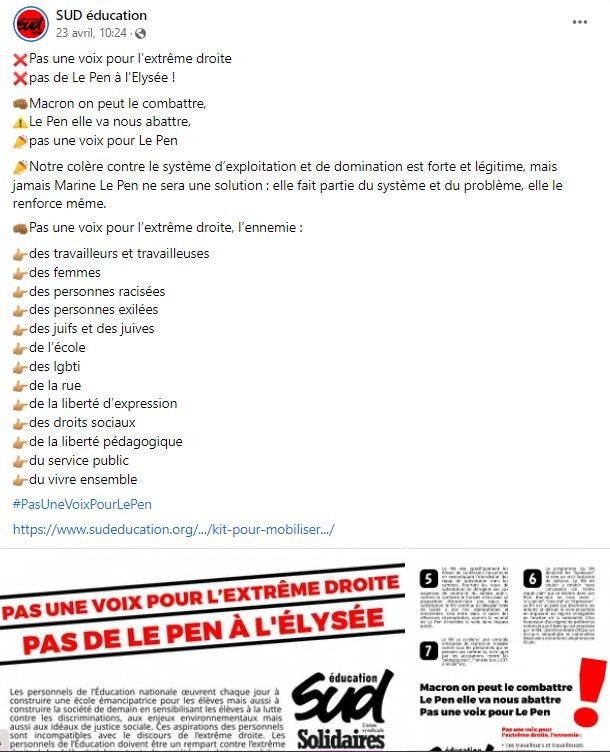 SUD éducation
23 avril, 10:24
❌Pas une voix pour l’extrême droite
❌pas de Le Pen à l'Elysée !
👊🏽Macron on peut le combattre,
⚠️Le Pen elle va nous abattre,
🎉pas une voix pour Le Pen
🎉Notre colère contre le système d’exploitation et de domination est forte et légitime, mais
jamais Marine Le Pen ne sera une solution : elle fait partie du système et du problème, elle le
renforce même.
👊🏽Pas une voix pour l’extrême droite, l’ennemie :
👉🏽des travailleurs et travailleuses
👉🏽des femmes
👉🏽des personnes racisées
👉🏽des personnes exilées
👉🏽des juifs et des juives
👉🏽de l’école
👉🏽des lgbti
👉🏽de la rue
👉🏽de la liberté d’expression
👉🏽des droits sociaux
👉🏽de la liberté pédagogique
👉🏽du service public
👉🏽du vivre ensemble
#PasUneVoixPourLePen
https://www.sudeducation.org/.../kit-pour-mobiliser.../
PAS UNE VOIX POUR L'EXTRÊME DROITE
PAS DE LE PEN À L'ÉLYSÉE
Les personnels de l'Éducation nationale œuvrent chaque jour à
construire une école émancipatrice pour les élèves mais aussi à
construire la société de demain en sensibilisant les élèves à la lutte
contre les discriminations, aux enjeux environnementaux mais
aussi aux idéaux de justice sociale. Ces aspirations des personnels
sont incompatibles avec le discours de l'extrême droite. Les
personnels de l'Éducation doivent être un rempart contre l'extrême
éducation
Sud
Union
syndicale
Solidaires
5
6
7
Macron on peut le combattre
Le Pen elle va nous abattre
Pas une voix pour Le Pen
!
Pas une voix pour
l'extrême droite, l'ennemie :
des travailleurs et travailleuses
éducation